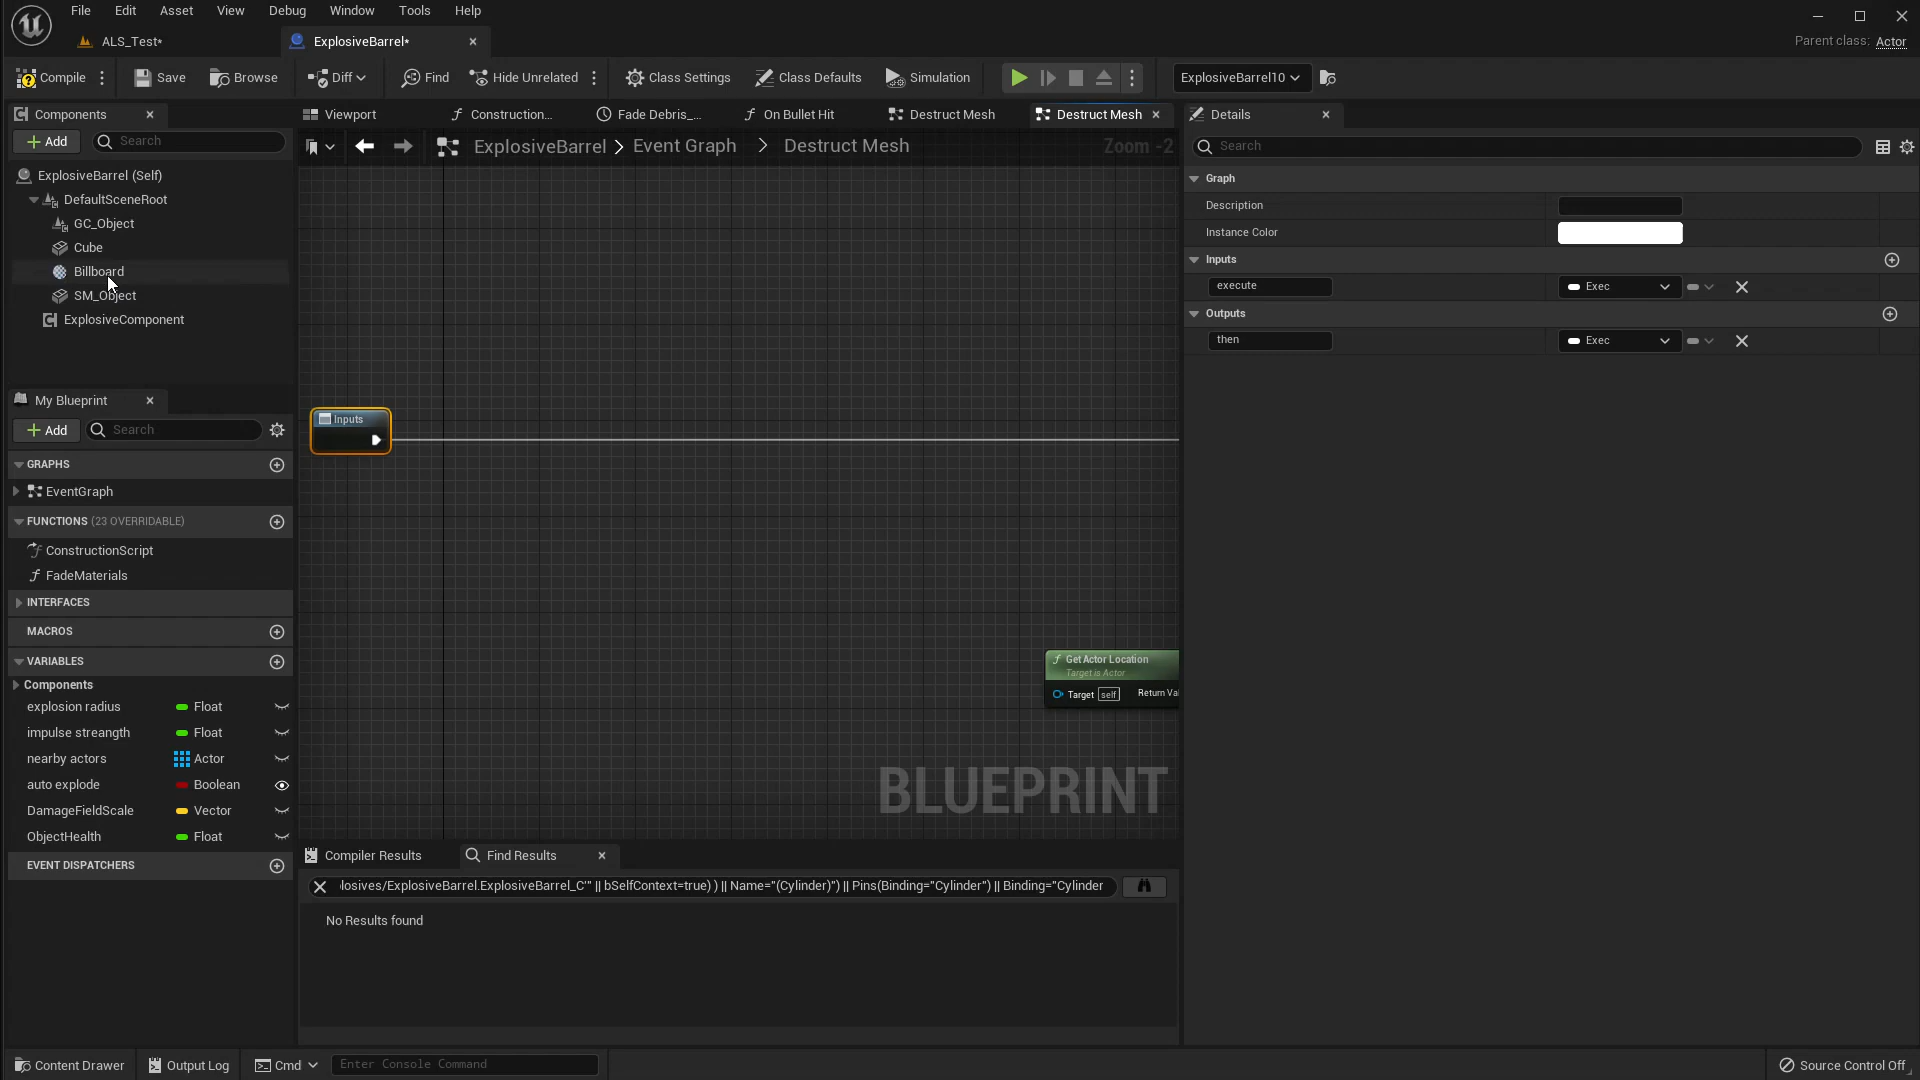 File Edit View Asset Debug Window Tools Help
ALS_Test*
ExplosiveBarrel*
Parent class: Actor
Compile
Save
Browse
Diff
Find
Hide Unrelated
Class Settings
Class Defaults
Simulation
ExplosiveBarrel10
Components
Add
Search
ExplosiveBarrel (Self)
DefaultSceneRoot
GC_Object
Cube
Billboard
SM_Object
ExplosiveComponent
My Blueprint
Add
Search
GRAPHS
EventGraph
FUNCTIONS (23 OVERRIDABLE)
ConstructionScript
FadeMaterials
INTERFACES
MACROS
VARIABLES
Components
explosion radius Float
impulse streangth Float
nearby actors Actor
auto explode Boolean
DamageFieldScale Vector
ObjectHealth Float
EVENT DISPATCHERS
Viewport
Construction...
Fade Debris_...
On Bullet Hit
Destruct Mesh
Destruct Mesh
ExplosiveBarrel > Event Graph > Destruct Mesh
Zoom -2
Inputs
Get Actor Location
Target is Actor
Target self Return Val
BLUEPRINT
Compiler Results
Find Results
losives/ExplosiveBarrel.ExplosiveBarrel_C'" || bSelfContext=true) ) || Name="(Cylinder)") || Pins(Binding="Cylinder") || Binding="Cylinder
No Results found
Details
Search
Graph
Description
Instance Color
Inputs
execute Exec
Outputs
then Exec
Content Drawer
Output Log
Cmd
Enter Console Command
Source Control Off